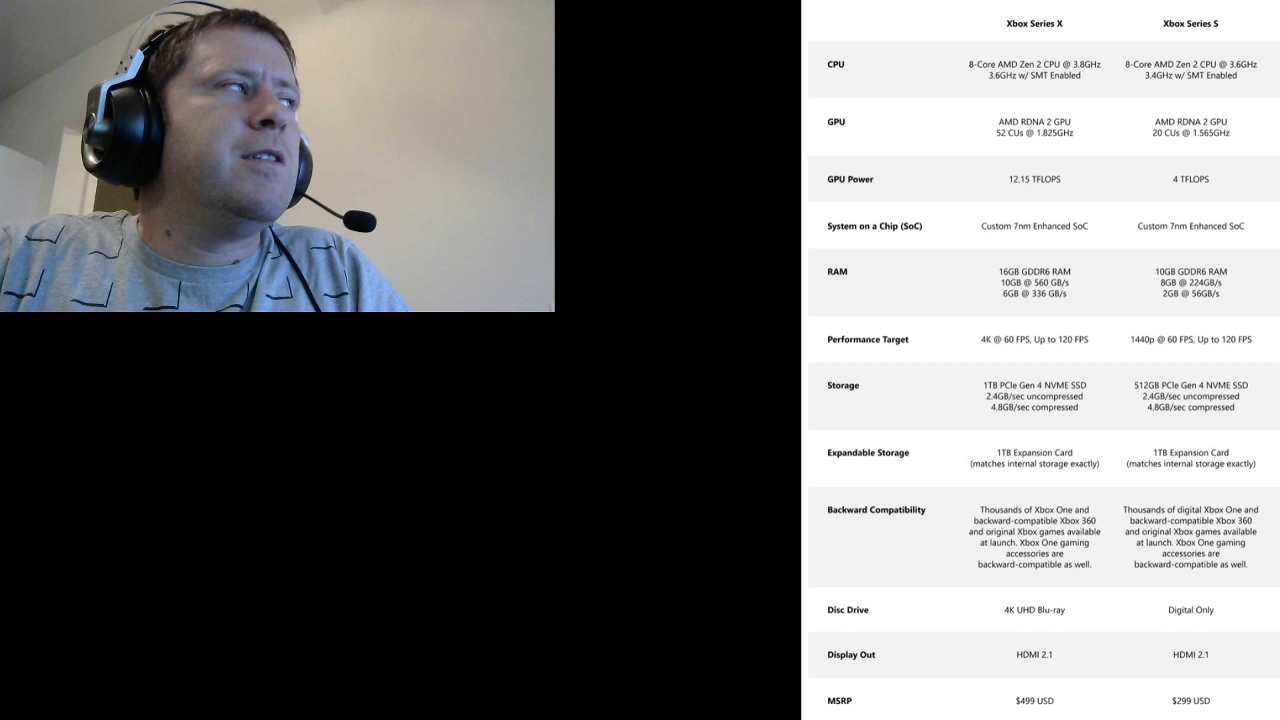 Xbox Series X Xbox Series S
CPU 8-Core AMD Zen 2 CPU @ 3.8GHz 8-Core AMD Zen 2 CPU @ 3.6GHz
3.6GHz w/ SMT Enabled 3.4GHz w/ SMT Enabled
GPU AMD RDNA 2 GPU AMD RDNA 2 GPU
52 CUs @ 1.825GHz 20 CUs @ 1.565GHz
GPU Power 12.15 TFLOPS 4 TFLOPS
System on a Chip (SoC) Custom 7nm Enhanced SoC Custom 7nm Enhanced SoC
RAM 16GB GDDR6 RAM 10GB GDDR6 RAM
10GB @ 560 GB/s 8GB @ 224GB/s
6GB @ 336 GB/s 2GB @ 56GB/s
Performance Target 4K @ 60 FPS, Up to 120 FPS 1440p @ 60 FPS, Up to 120 FPS
Storage 1TB PCIe Gen 4 NVME SSD 512GB PCIe Gen 4 NVME SSD
2.4GB/sec uncompressed 2.4GB/sec uncompressed
4.8GB/sec compressed 4.8GB/sec compressed
Expandable Storage 1TB Expansion Card 1TB Expansion Card
(matches internal storage exactly) (matches internal storage exactly)
Backward Compatibility Thousands of Xbox One and Thousands of digital Xbox One and
backward-compatible Xbox 360 backward-compatible Xbox 360
and original Xbox games available and original Xbox games available
at launch. Xbox One gaming at launch. Xbox One gaming
accessories are accessories are
backward-compatible as well. backward-compatible as well.
Disc Drive 4K UHD Blu-ray Digital Only
Display Out HDMI 2.1 HDMI 2.1
MSRP $499 USD $299 USD